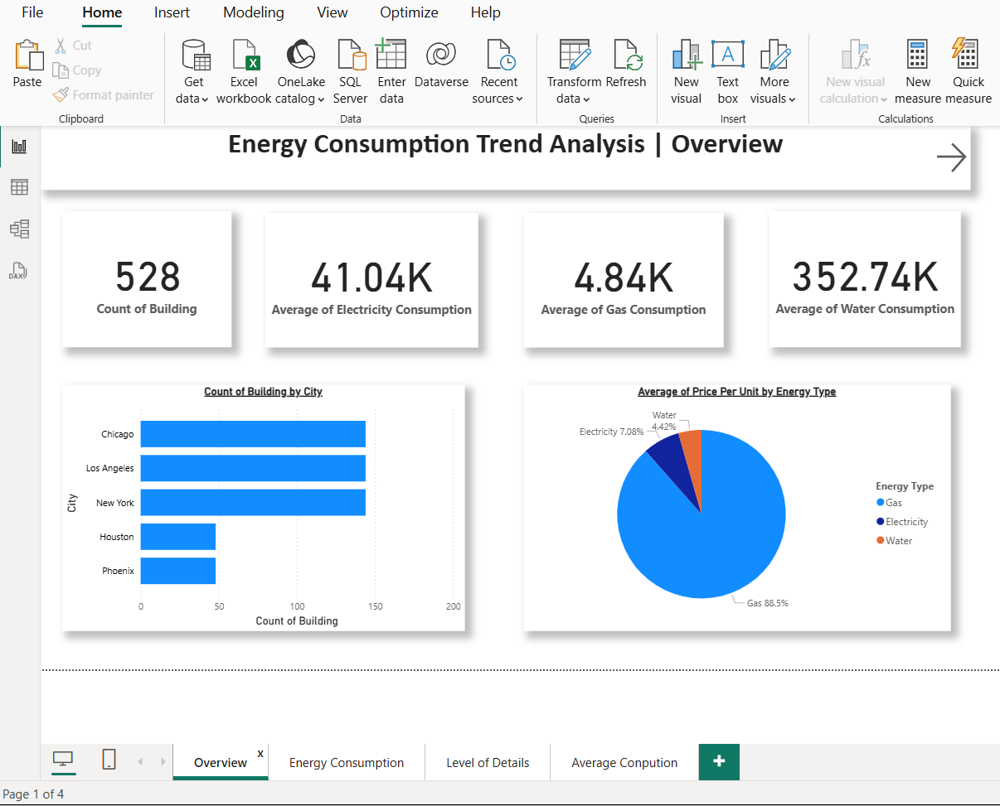 File Home Insert Modeling View Optimize Help
Paste
Cut
Copy
Format painter
Clipboard
Get
data
Excel
workbook
OneLake
catalog
SQL
Server
Enter
data
Dataverse
Recent
sources
Data
Transform
data
Refresh
Queries
New
visual
A
Text
box
More
visuals
Insert
New visual
calculation
New
measure
Quick
measure
Calculations
DAX
Energy Consumption Trend Analysis | Overview
528
Count of Building
41.04K
Average of Electricity Consumption
4.84K
Average of Gas Consumption
352.74K
Average of Water Consumption
Count of Building by City
City
Chicago
Los Angeles
New York
Houston
Phoenix
0 50 100 150 200
Count of Building
Average of Price Per Unit by Energy Type
Water
4.42%
Electricity 7.08%
Gas 88.5%
Energy Type
Gas
Electricity
Water
Overview x Energy Consumption Level of Details Average Conpution +
Page 1 of 4